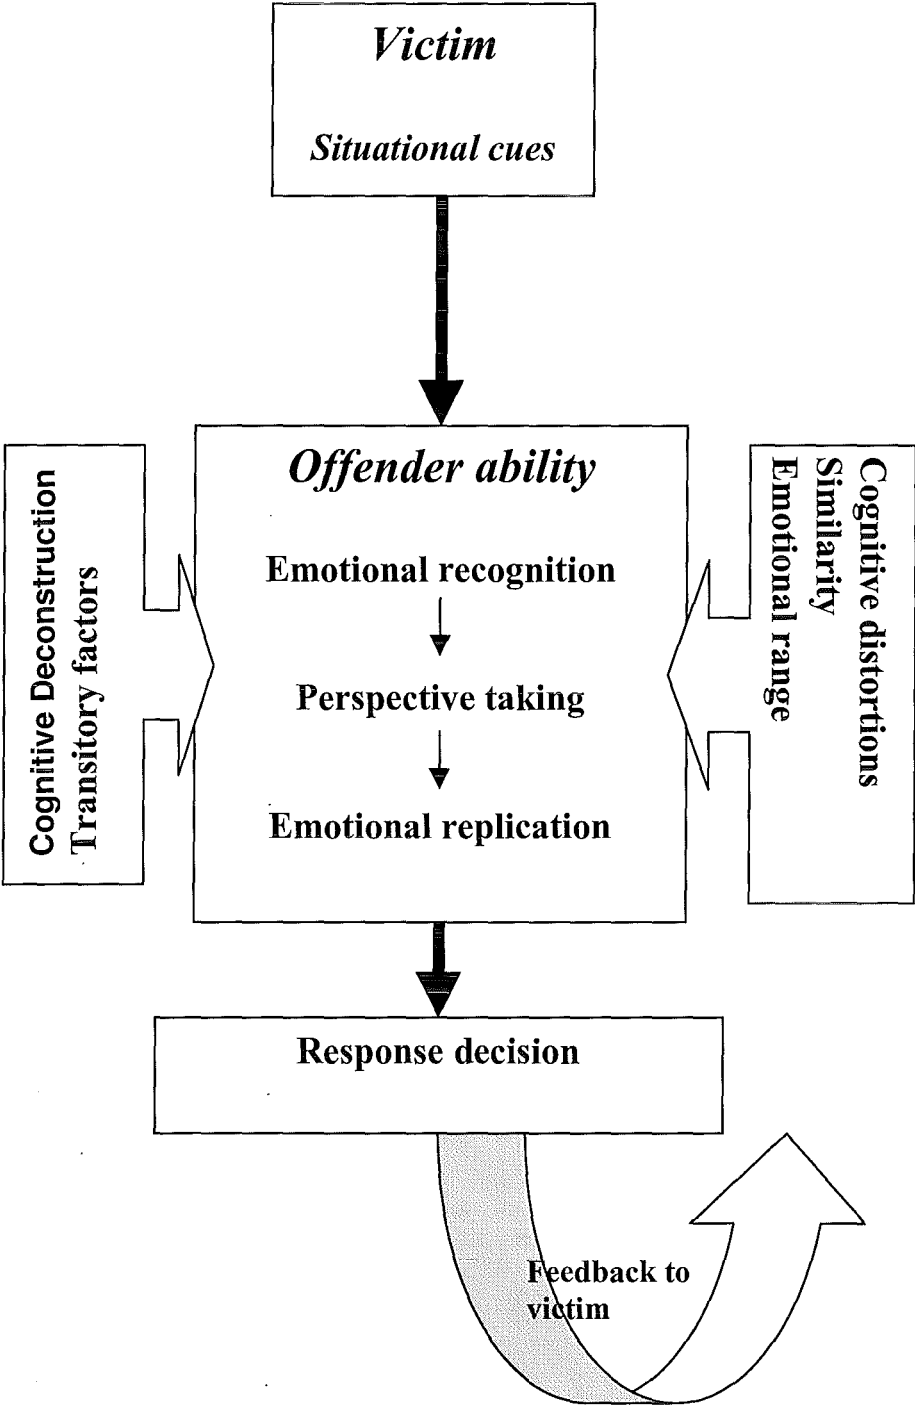 Victim
Situational cues
Offender ability
Emotional recognition
Perspective taking
Emotional replication
Cognitive Deconstruction
Transitory factors
Cognitive distortions
Similarity
Emotional range
Response decision
Feedback to
victim